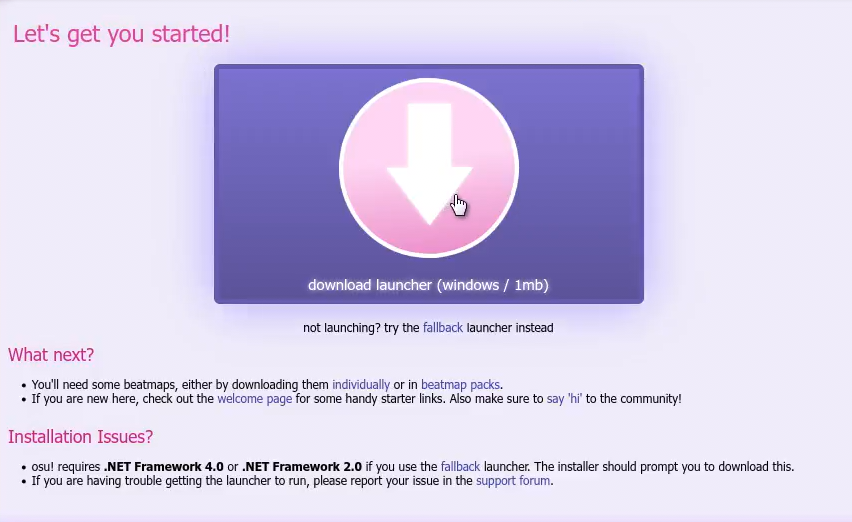 Let's get you started!
download launcher (windows / 1mb)
not launching? try the fallback launcher instead
What next?
You'll need some beatmaps, either by downloading them individually or in beatmap packs.
If you are new here, check out the welcome page for some handy starter links. Also make sure to say 'hi' to the community!
Installation Issues?
osu! requires .NET Framework 4.0 or .NET Framework 2.0 if you use the fallback launcher. The installer should prompt you to download this.
If you are having trouble getting the launcher to run, please report your issue in the support forum.